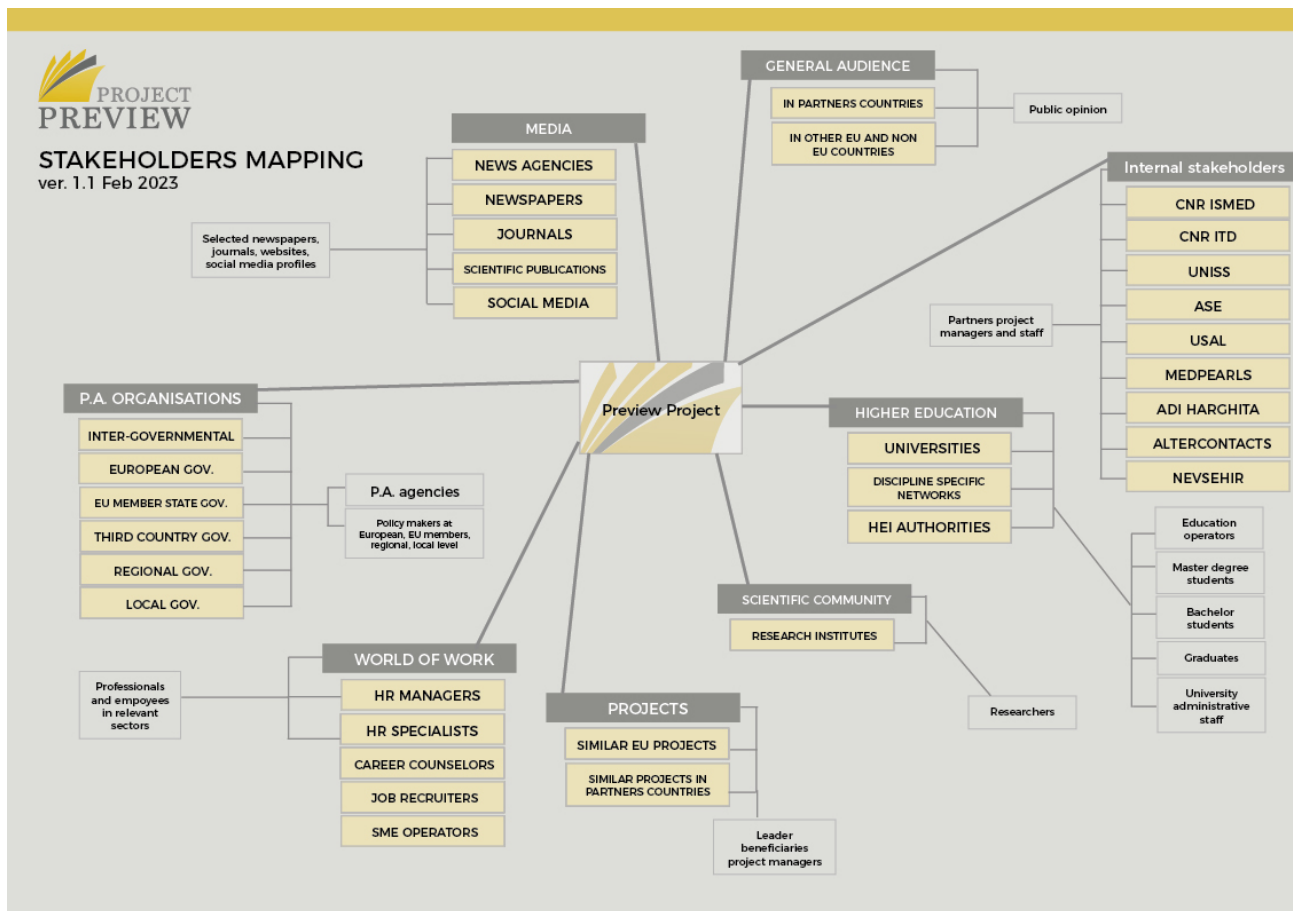 PROJECT
PREVIEW
STAKEHOLDERS MAPPING
ver. 1.1 Feb 2023
MEDIA
NEWS AGENCIES
NEWSPAPERS
JOURNALS
SCIENTIFIC PUBLICATIONS
SOCIAL MEDIA
Selected newspapers,
journals, websites,
social media profiles
GENERAL AUDIENCE
IN PARTNERS COUNTRIES
IN OTHER EU AND NON
EU COUNTRIES
Public opinion
Internal stakeholders
CNR ISMED
CNR ITD
UNISS
ASE
USAL
MEDPEARLS
ADI HARGHITA
ALTERCONTACTS
NEVSEHIR
Partners project
managers and staff
Preview Project
P.A. ORGANISATIONS
INTER-GOVERNMENTAL
EUROPEAN GOV.
EU MEMBER STATE GOV.
THIRD COUNTRY GOV.
REGIONAL GOV.
LOCAL GOV.
P.A. agencies
Policy makers at
European, EU members,
regional, local level
HIGHER EDUCATION
UNIVERSITIES
DISCIPLINE SPECIFIC
NETWORKS
HEI AUTHORITIES
Education
operators
Master degree
students
Bachelor
students
Graduates
University
administrative
staff
SCIENTIFIC COMMUNITY
RESEARCH INSTITUTES
Researchers
WORLD OF WORK
HR MANAGERS
HR SPECIALISTS
CAREER COUNSELORS
JOB RECRUITERS
SME OPERATORS
Professionals
and empoyees
in relevant
sectors
PROJECTS
SIMILAR EU PROJECTS
SIMILAR PROJECTS IN
PARTNERS COUNTRIES
Leader
beneficiaries
project managers